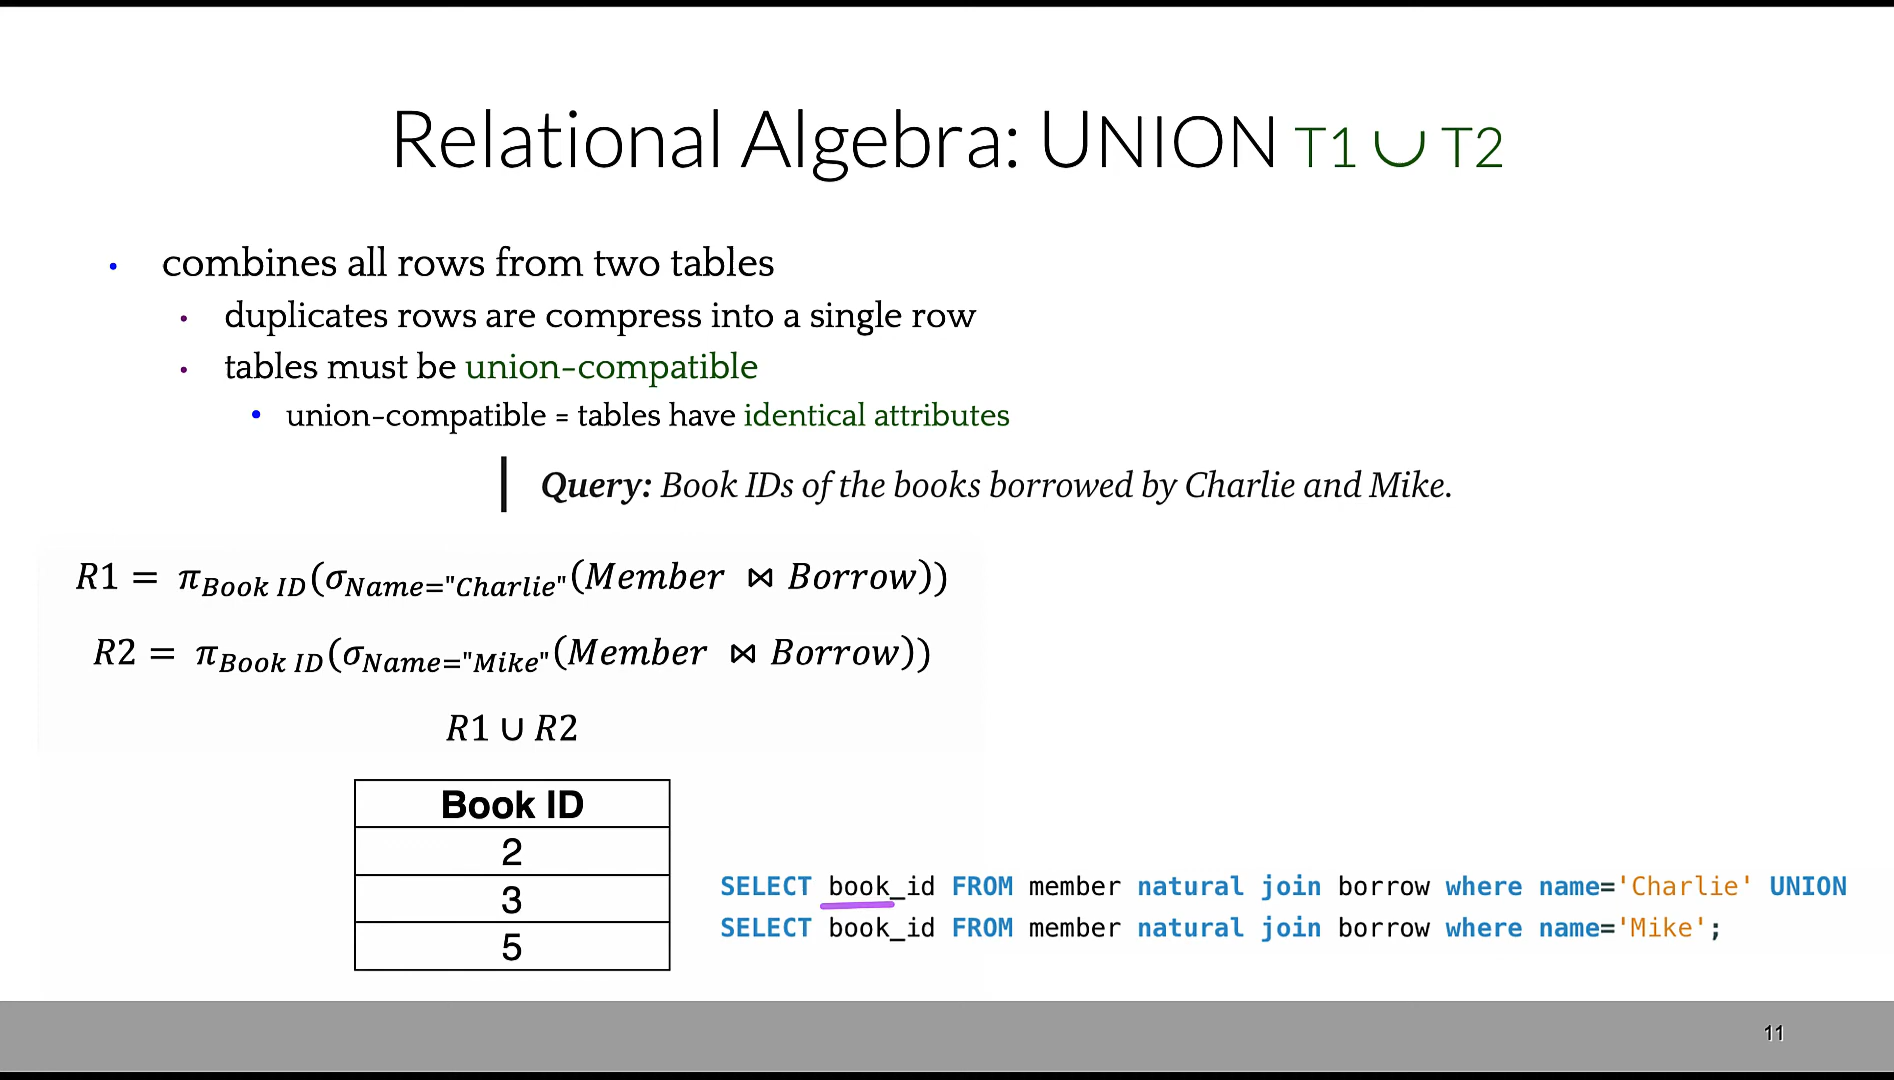 Relational Algebra: UNION T1 ∪ T2
• combines all rows from two tables
• duplicates rows are compress into a single row
• tables must be union-compatible
• union-compatible = tables have identical attributes
Query: Book IDs of the books borrowed by Charlie and Mike.
R1 = π_Book ID(σ_Name="Charlie"(Member ⋈ Borrow))
R2 = π_Book ID(σ_Name="Mike"(Member ⋈ Borrow))
R1 ∪ R2
Book ID
2
3
5
SELECT book_id FROM member natural join borrow where name='Charlie' UNION
SELECT book_id FROM member natural join borrow where name='Mike';
11